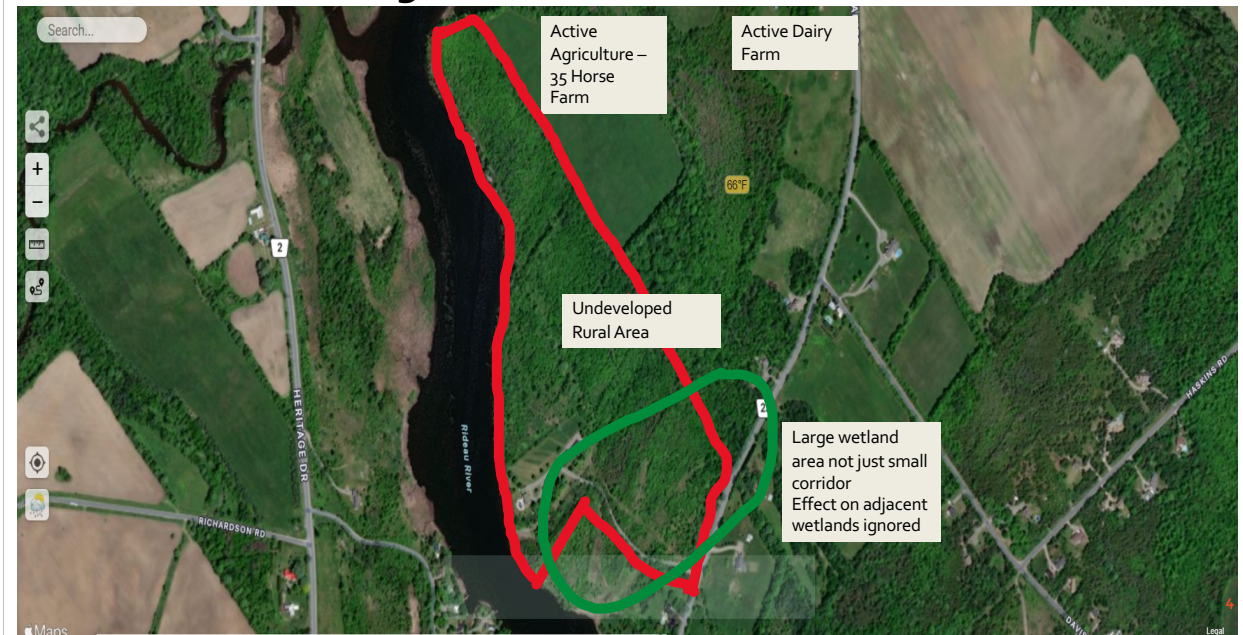 Search...
Active
Agriculture –
35 Horse
Farm
Active Dairy
Farm
66°F
2
Undeveloped
Rural Area
HERITAGE DR
Rideau River
2
HASKINS RD
Large wetland
area not just small
corridor
Effect on adjacent
wetlands ignored
RICHARDSON RD
4
Maps
Legal